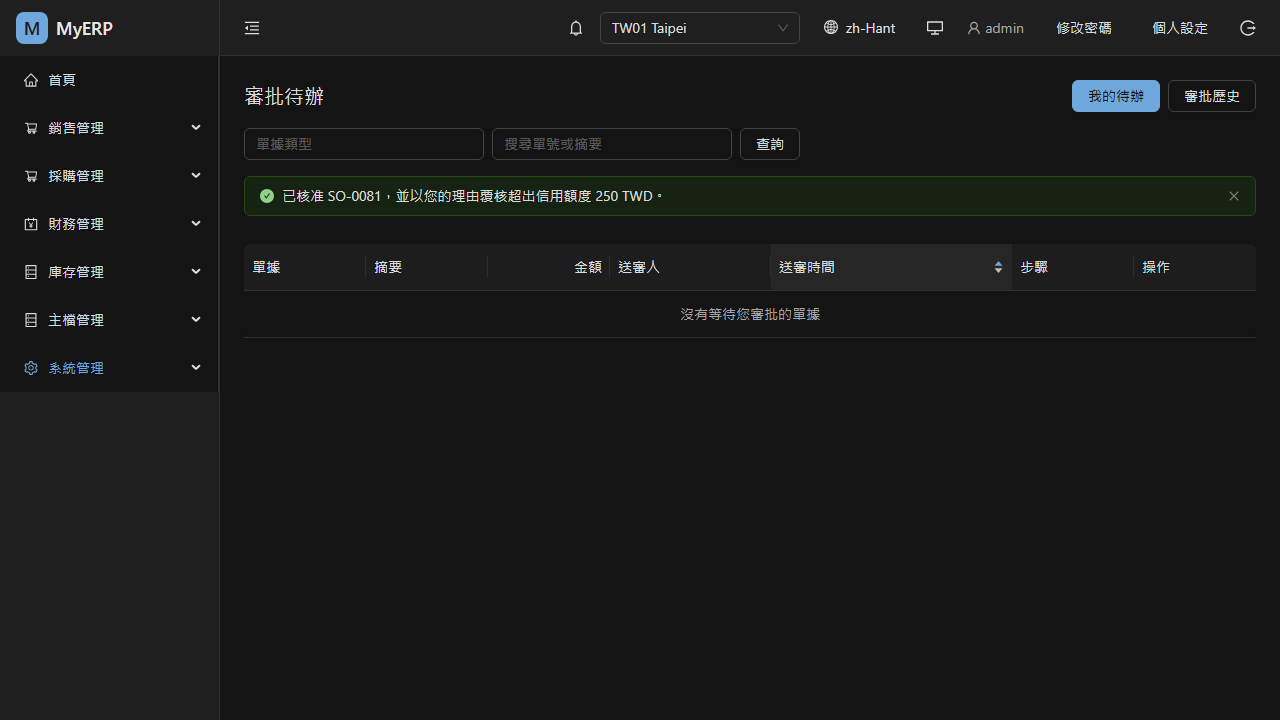 M MyERP
TW01 Taipei
zh-Hant
admin
修改密碼
個人設定
首頁
銷售管理
採購管理
財務管理
庫存管理
主檔管理
系統管理
審批待辦
我的待辦
審批歷史
單據類型
搜尋單號或摘要
查詢
已核准 SO-0081，並以您的理由覆核超出信用額度 250 TWD。
單據 摘要 金額 送審人 送審時間 步驟 操作
沒有等待您審批的單據